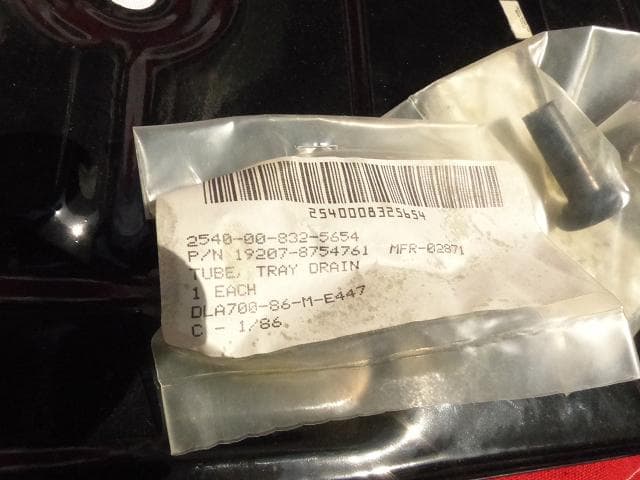 2540008325654
2540-00-832-5654
P/N 19207-8754761 MFR-02871
TUBE, TRAY DRAIN
1 EACH
DLA700-86-M-E447
C - 1/86